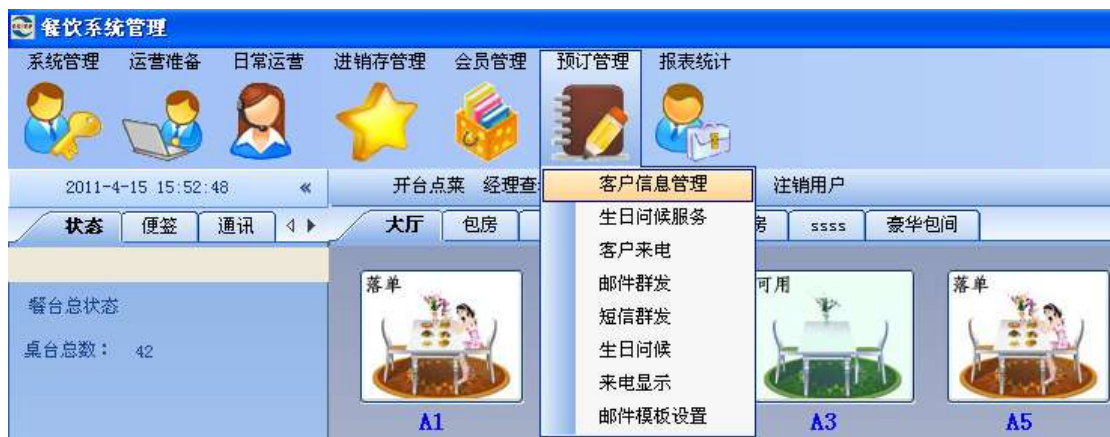 餐饮系统管理
系统管理 运营准备 日常运营 进销存管理 会员管理 预订管理 报表统计
2011-4-15 15:52:48 « 开台点菜 经理查 注销用户
状态 便签 通讯 大厅 包房 ssss 豪华包间
客户信息管理
生日问候服务
客户来电
邮件群发
短信群发
生日问候
来电显示
邮件模板设置
餐台总状态
桌台总数： 42
落单 可用 落单
A1 A3 A5